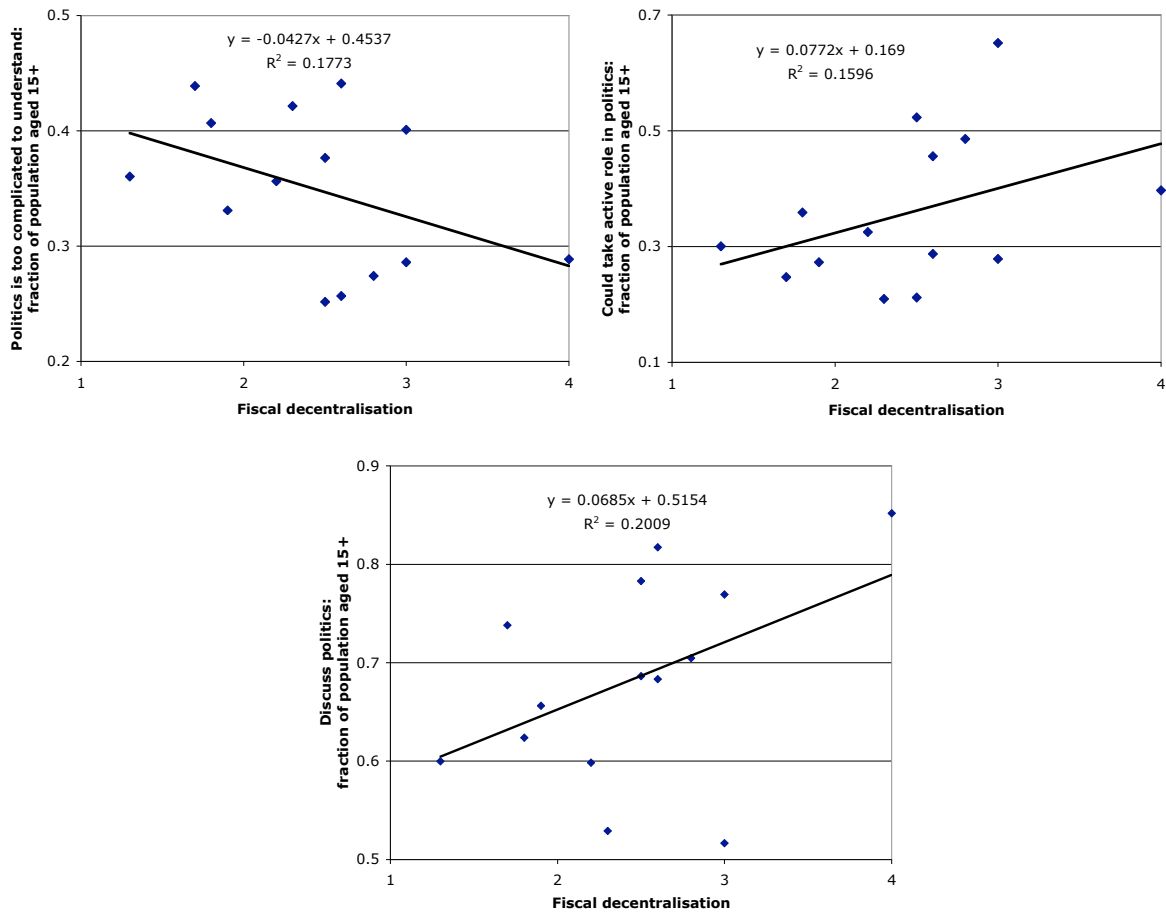 Politics is too complicated to understand:
fraction of population aged 15+
0.5
0.4
0.3
0.2
y = -0.0427x + 0.4537
R² = 0.1773
1 2 3 4
Fiscal decentralisation
Could take active role in politics:
fraction of population aged 15+
0.7
0.5
0.3
0.1
y = 0.0772x + 0.169
R² = 0.1596
1 2 3 4
Fiscal decentralisation
Discuss politics:
fraction of population aged 15+
0.9
0.8
0.7
0.6
0.5
y = 0.0685x + 0.5154
R² = 0.2009
1 2 3 4
Fiscal decentralisation